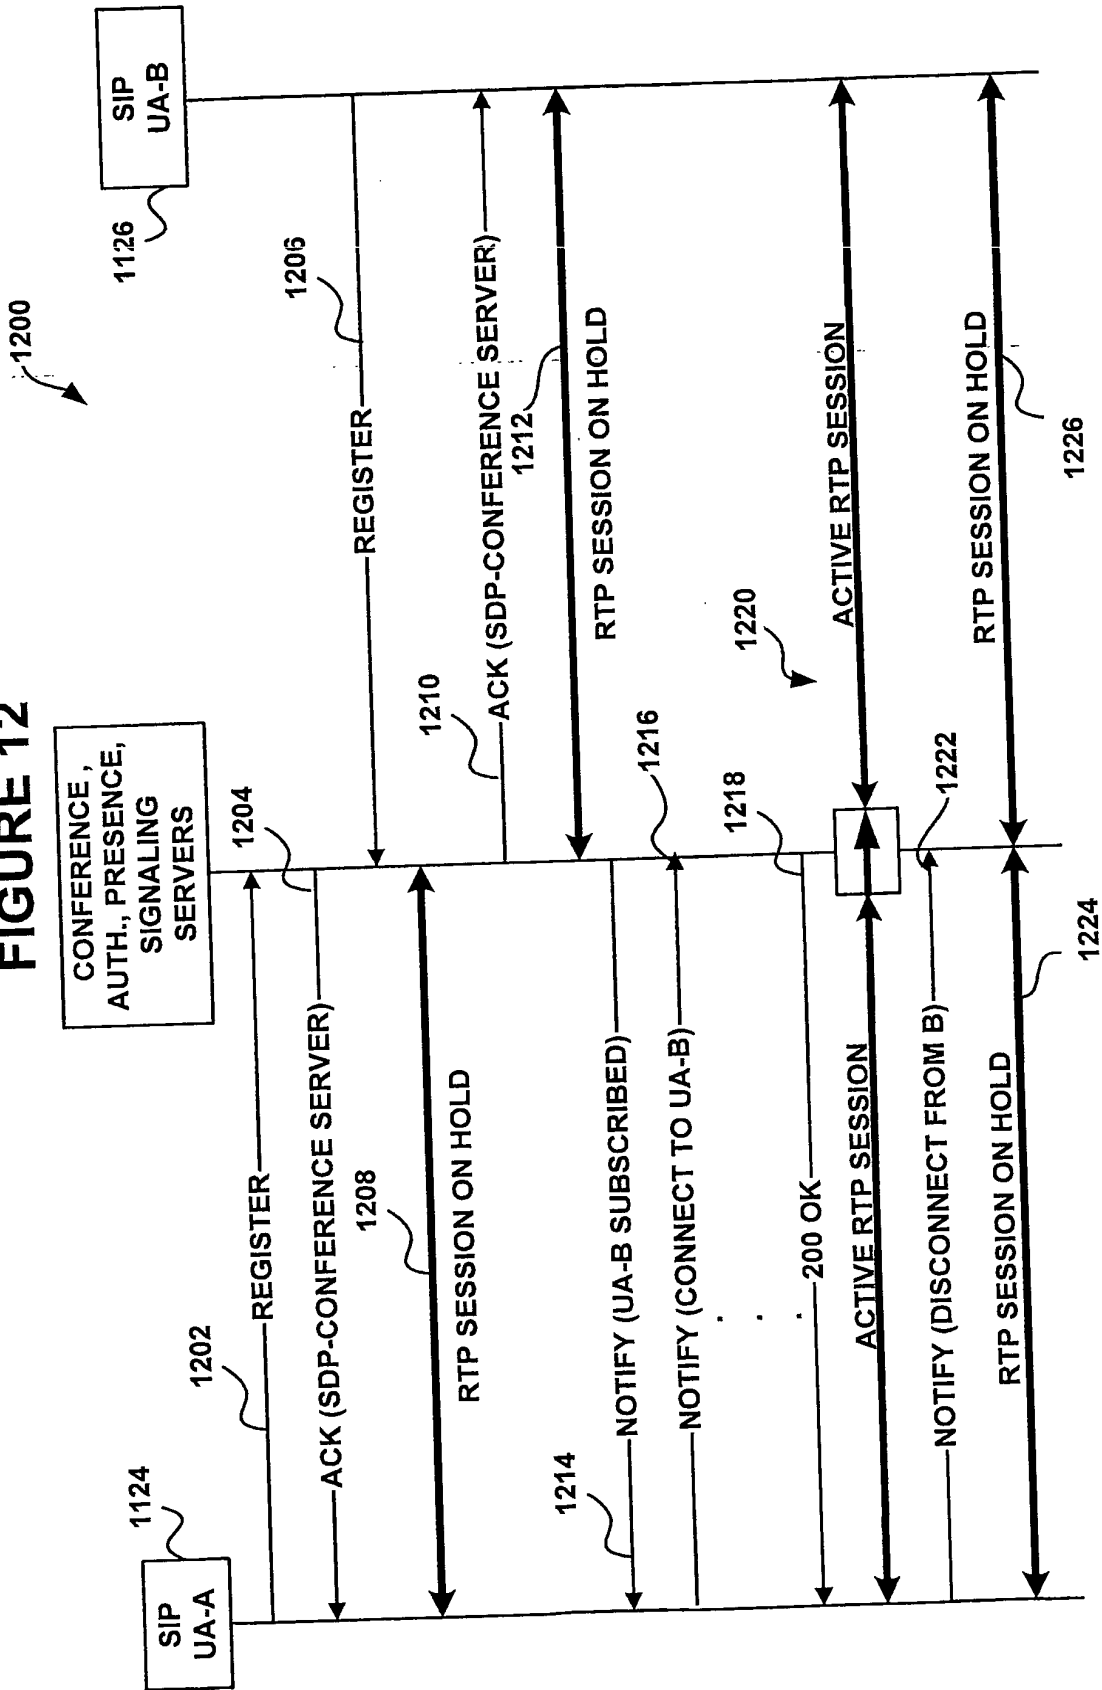 FIGURE 12
1200
SIP
UA-A
1124
CONFERENCE,
AUTH., PRESENCE,
SIGNALING
SERVERS
SIP
UA-B
1126
1202
REGISTER
1204
ACK (SDP-CONFERENCE SERVER)
1206
REGISTER
1208
RTP SESSION ON HOLD
1210
ACK (SDP-CONFERENCE SERVER)
1212
RTP SESSION ON HOLD
1214
NOTIFY (UA-B SUBSCRIBED)
1216
NOTIFY (CONNECT TO UA-B)
1218
200 OK
1220
ACTIVE RTP SESSION
ACTIVE RTP SESSION
1222
NOTIFY (DISCONNECT FROM B)
RTP SESSION ON HOLD
1224
RTP SESSION ON HOLD
1226